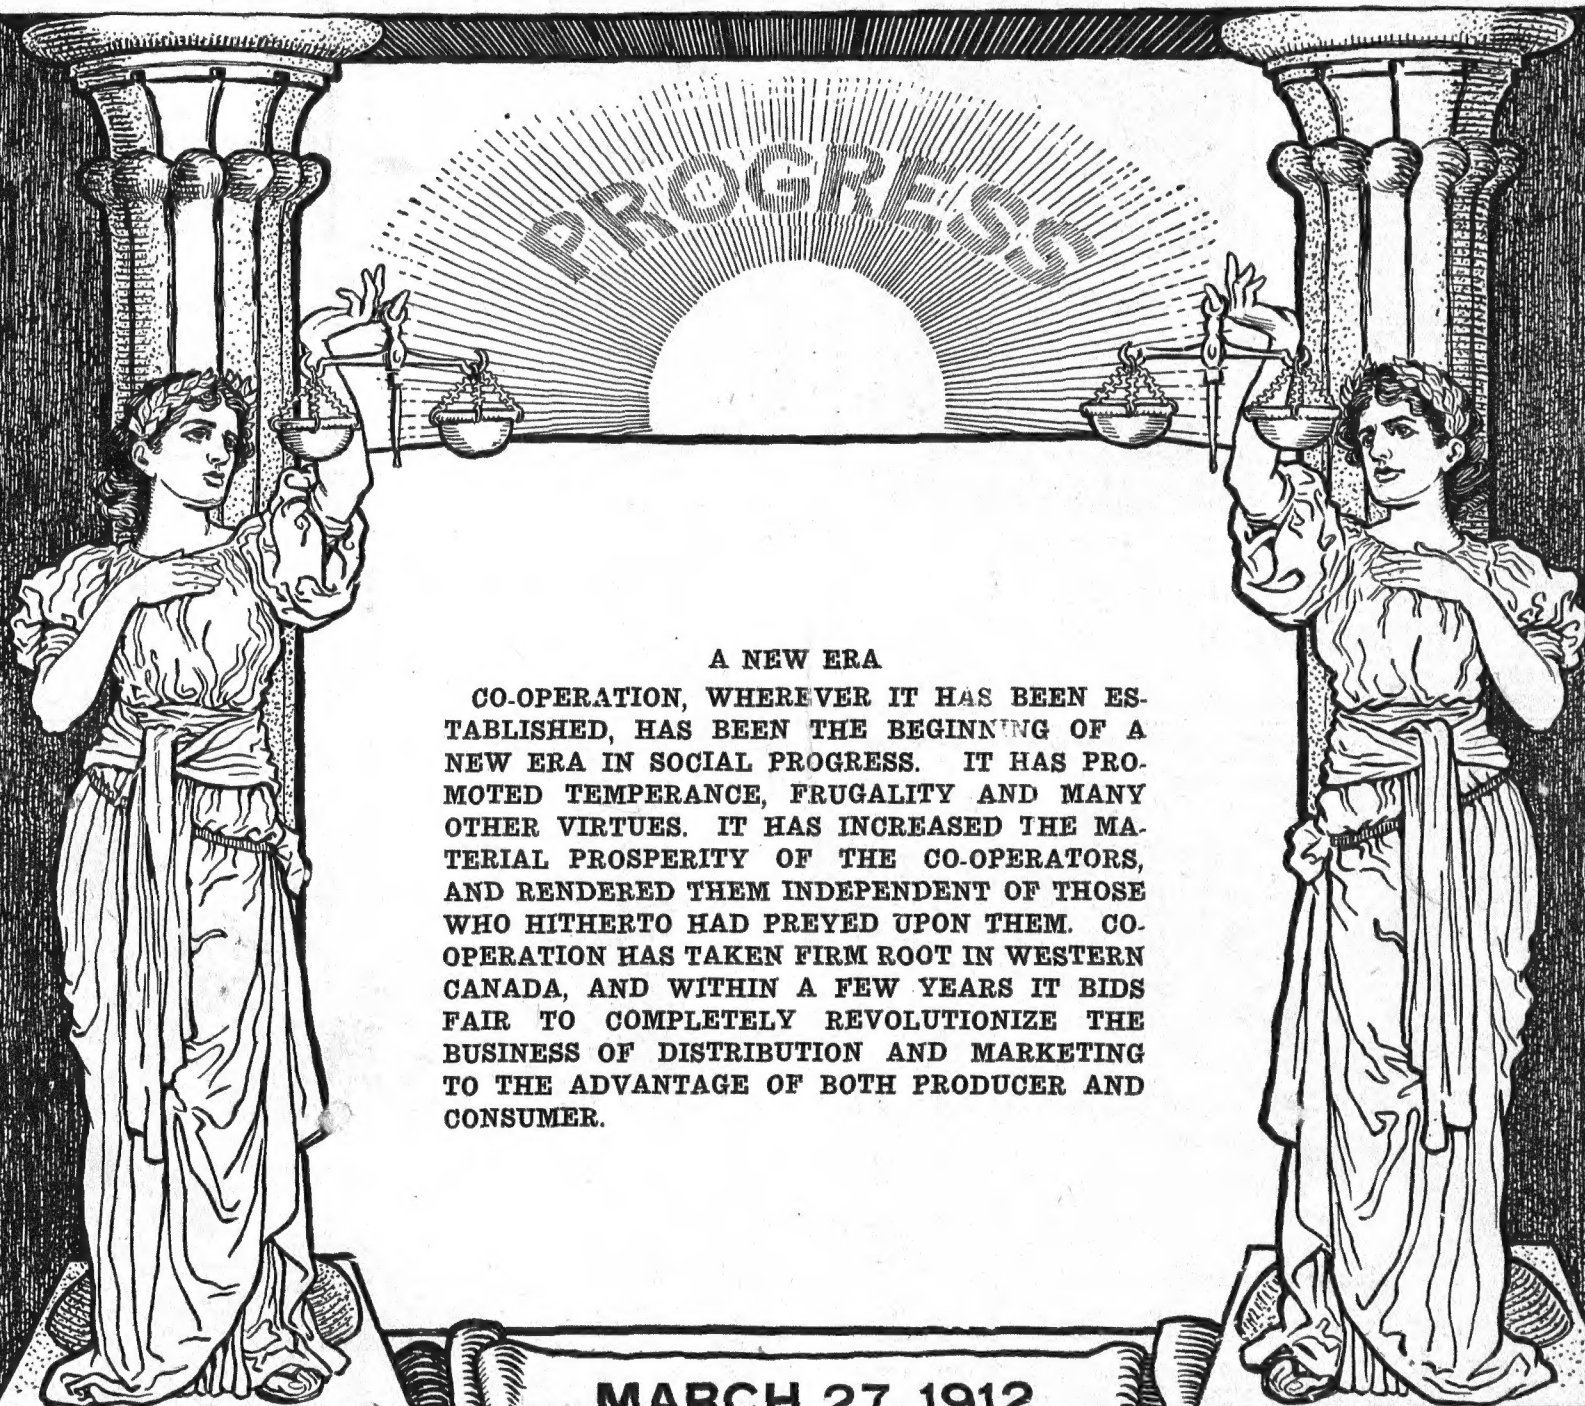 PROGRESS
A NEW ERA
CO-OPERATION, WHEREVER IT HAS BEEN ES-
TABLISHED, HAS BEEN THE BEGINNING OF A
NEW ERA IN SOCIAL PROGRESS. IT HAS PRO-
MOTED TEMPERANCE, FRUGALITY AND MANY
OTHER VIRTUES. IT HAS INCREASED THE MA-
TERIAL PROSPERITY OF THE CO-OPERATORS,
AND RENDERED THEM INDEPENDENT OF THOSE
WHO HITHERTO HAD PREYED UPON THEM. CO-
OPERATION HAS TAKEN FIRM ROOT IN WESTERN
CANADA, AND WITHIN A FEW YEARS IT BIDS
FAIR TO COMPLETELY REVOLUTIONIZE THE
BUSINESS OF DISTRIBUTION AND MARKETING
TO THE ADVANTAGE OF BOTH PRODUCER AND
CONSUMER.
MARCH 27, 1912